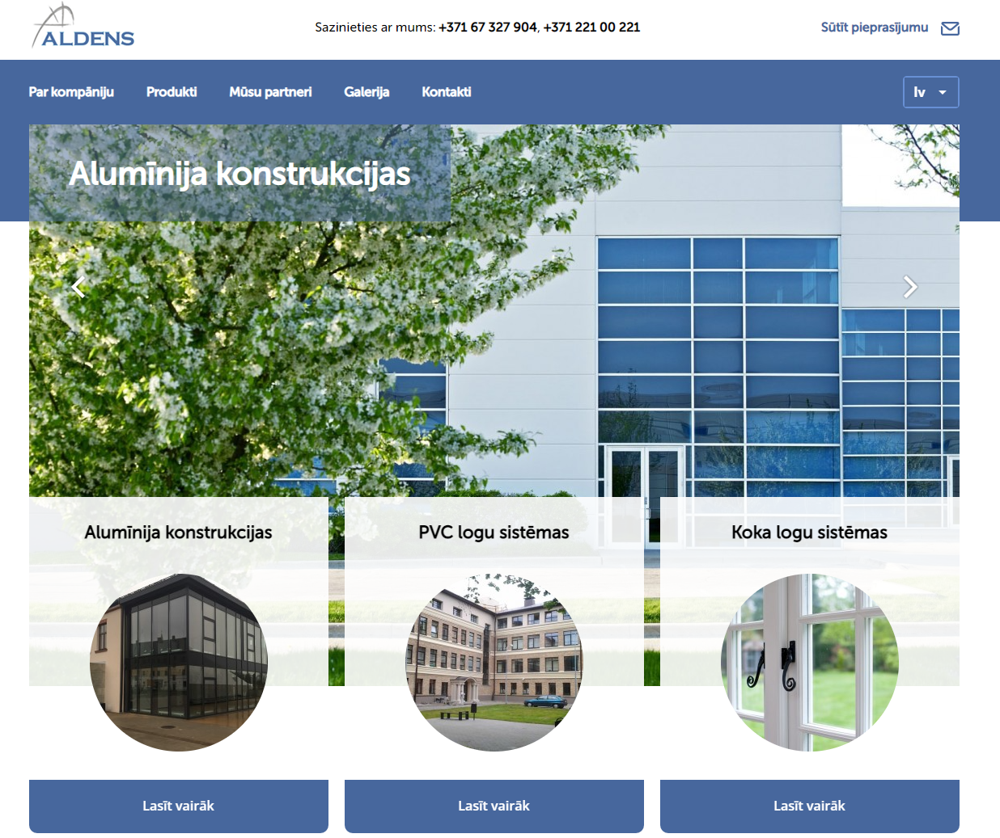 ALDENS
Sazinieties ar mums: +371 67 327 904, +371 221 00 221
Sūtīt pieprasījumu
Par kompāniju
Produkti
Mūsu partneri
Galerija
Kontakti
lv
Alumīnija konstrukcijas
Alumīnija konstrukcijas
PVC logu sistēmas
Koka logu sistēmas
Lasīt vairāk
Lasīt vairāk
Lasīt vairāk